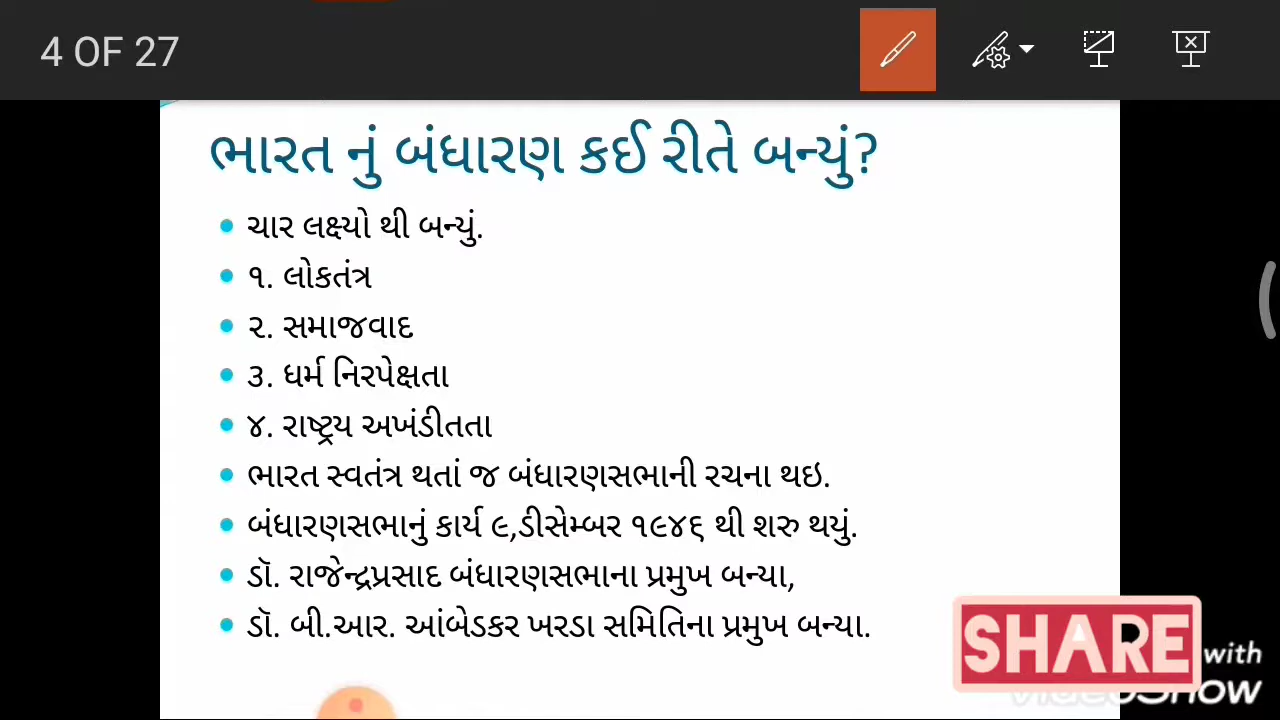 4 OF 27
ભારત નું બંધારણ કઈ રીતે બન્યું?
ચાર લક્ષ્યો થી બન્યું.
૧. લોકતંત્ર
૨. સમાજવાદ
૩. ધર્મ નિરપેક્ષતા
૪. રાષ્ટ્રય અખંડીતતા
ભારત સ્વતંત્ર થતાં જ બંધારણસભાની રચના થઇ.
બંધારણસભાનું કાર્ય ૯,ડીસેમ્બર ૧૯૪૬ થી શરુ થયું.
ડૉ. રાજેન્દ્રપ્રસાદ બંધારણસભાના પ્રમુખ બન્યા,
ડૉ. બી.આર. આંબેડકર ખરડા સમિતિના પ્રમુખ બન્યા.
SHARE with
VideoShow